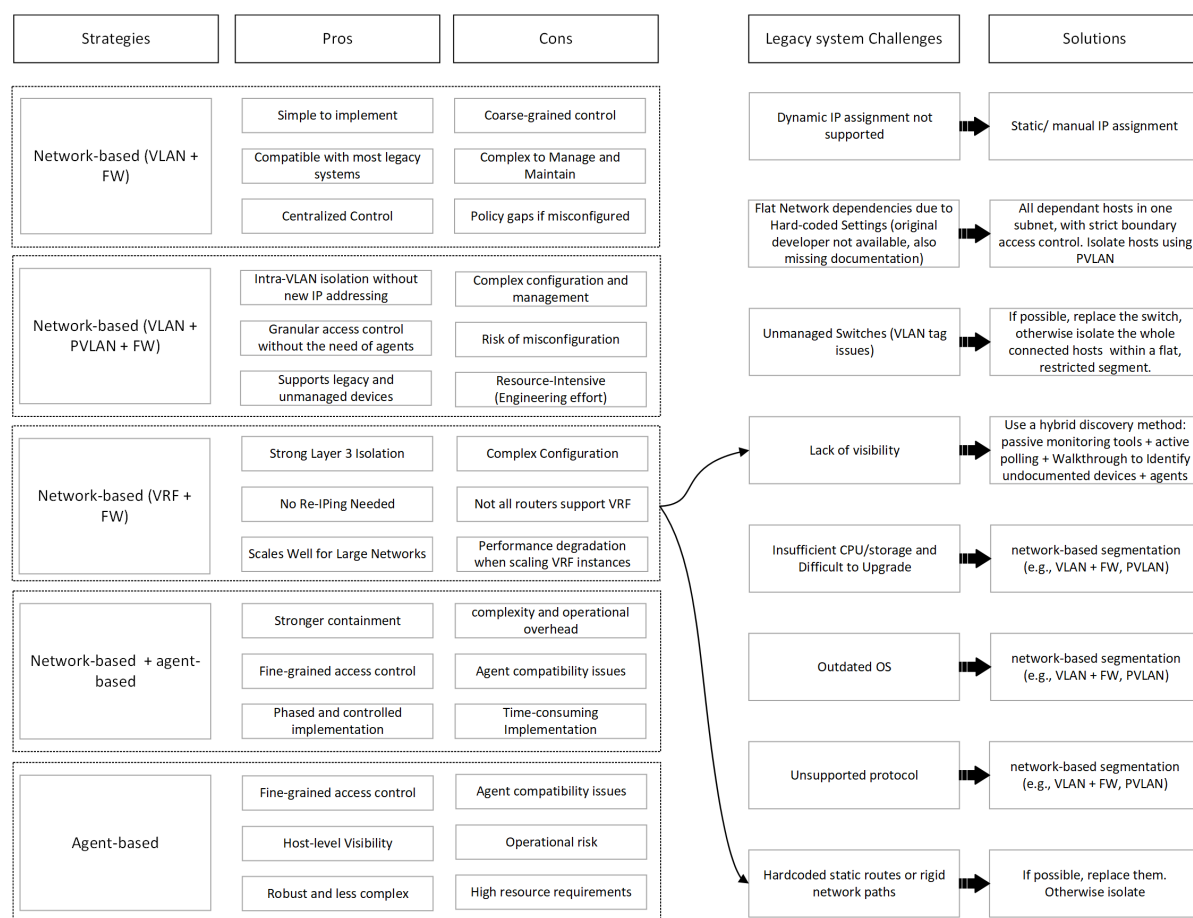 Strategies
Pros
Cons
Legacy system Challenges
Solutions
Network-based (VLAN +
FW)
Simple to implement
Coarse-grained control
Compatible with most legacy
systems
Complex to Manage and
Maintain
Centralized Control
Policy gaps if misconfigured
Network-based (VLAN +
PVLAN + FW)
Intra-VLAN isolation without
new IP addressing
Complex configuration and
management
Granular access control
without the need of agents
Risk of misconfiguration
Supports legacy and
unmanaged devices
Resource-Intensive
(Engineering effort)
Network-based (VRF +
FW)
Strong Layer 3 Isolation
Complex Configuration
No Re-IPing Needed
Not all routers support VRF
Scales Well for Large Networks
Performance degradation
when scaling VRF instances
Network-based + agent-
based
Stronger containment
complexity and operational
overhead
Fine-grained access control
Agent compatibility issues
Phased and controlled
implementation
Time-consuming
Implementation
Agent-based
Fine-grained access control
Agent compatibility issues
Host-level Visibility
Operational risk
Robust and less complex
High resource requirements
Dynamic IP assignment not
supported
Static/ manual IP assignment
Flat Network dependencies due to
Hard-coded Settings (original
developer not available, also
missing documentation)
All dependant hosts in one
subnet, with strict boundary
access control. Isolate hosts using
PVLAN
Unmanaged Switches (VLAN tag
issues)
If possible, replace the switch,
otherwise isolate the whole
connected hosts within a flat,
restricted segment.
Lack of visibility
Use a hybrid discovery method:
passive monitoring tools + active
polling + Walkthrough to Identify
undocumented devices + agents
Insufficient CPU/storage and
Difficult to Upgrade
network-based segmentation
(e.g., VLAN + FW, PVLAN)
Outdated OS
network-based segmentation
(e.g., VLAN + FW, PVLAN)
Unsupported protocol
network-based segmentation
(e.g., VLAN + FW, PVLAN)
Hardcoded static routes or rigid
network paths
If possible, replace them.
Otherwise isolate